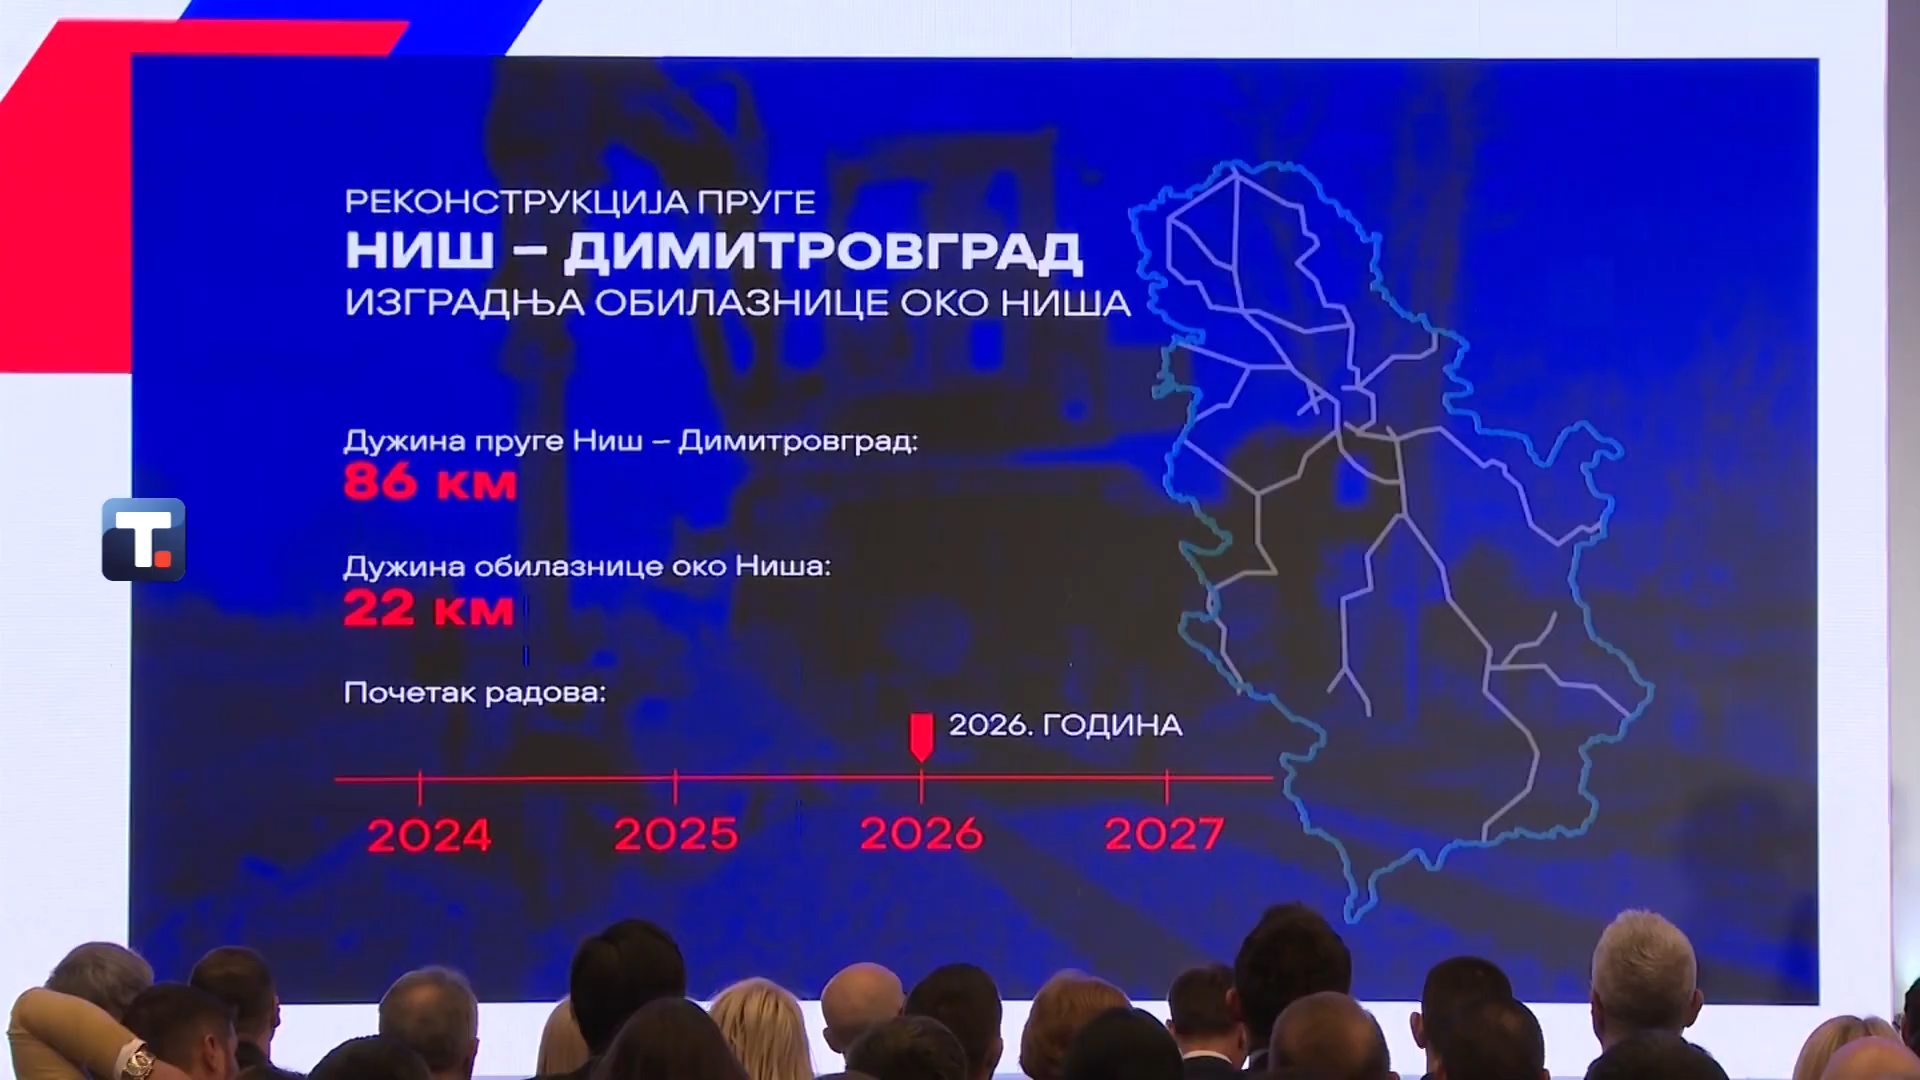 РЕКОНСТРУКЦИЈА ПРУГЕ
НИШ – ДИМИТРОВГРАД
ИЗГРАДЊА ОБИЛАЗНИЦЕ ОКО НИША
Дужина пруге Ниш – Димитровград:
86 км
Дужина обилазнице око Ниша:
22 км
Почетак радова:
2026. ГОДИНА
2024 2025 2026 2027
T.